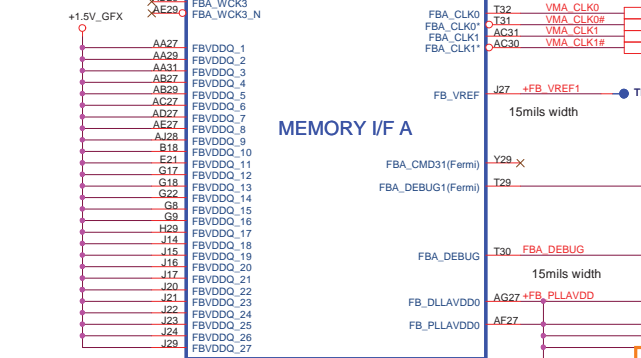 FBA_WCK3
AE29 FBA_WCK3_N
+1.5V_GFX
AA27 FBVDDQ_1
AA29 FBVDDQ_2
AA31 FBVDDQ_3
AB27 FBVDDQ_4
AB29 FBVDDQ_5
AC27 FBVDDQ_6
AD27 FBVDDQ_7
AE27 FBVDDQ_8
AJ28 FBVDDQ_9
B18 FBVDDQ_10
E21 FBVDDQ_11
G17 FBVDDQ_12
G18 FBVDDQ_13
G22 FBVDDQ_14
G8 FBVDDQ_15
G9 FBVDDQ_16
H29 FBVDDQ_17
J14 FBVDDQ_18
J15 FBVDDQ_19
J16 FBVDDQ_20
J17 FBVDDQ_21
J20 FBVDDQ_22
J21 FBVDDQ_23
J22 FBVDDQ_24
J23 FBVDDQ_25
J24 FBVDDQ_26
J29 FBVDDQ_27
MEMORY I/F A
FBA_CLK0 T32 VMA_CLK0
FBA_CLK0* T31 VMA_CLK0#
FBA_CLK1 AC31 VMA_CLK1
FBA_CLK1* AC30 VMA_CLK1#
FB_VREF J27 +FB_VREF1
15mils width
FBA_CMD31(Fermi) Y29
FBA_DEBUG1(Fermi) T29
FBA_DEBUG T30 FBA_DEBUG
15mils width
FB_DLLAVDD0 AG27 +FB_PLLAVDD
FB_PLLAVDD0 AF27